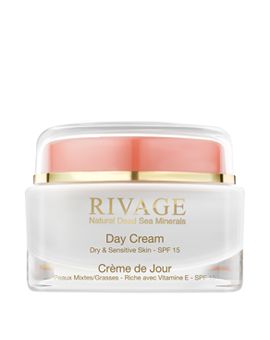 RIVAGE
Natural Dead Sea Minerals
Day Cream
Dry & Sensitive Skin - SPF 15
Crème de Jour
Peaux Mixtes/Grasses - Riche avec Vitamine E - SPF